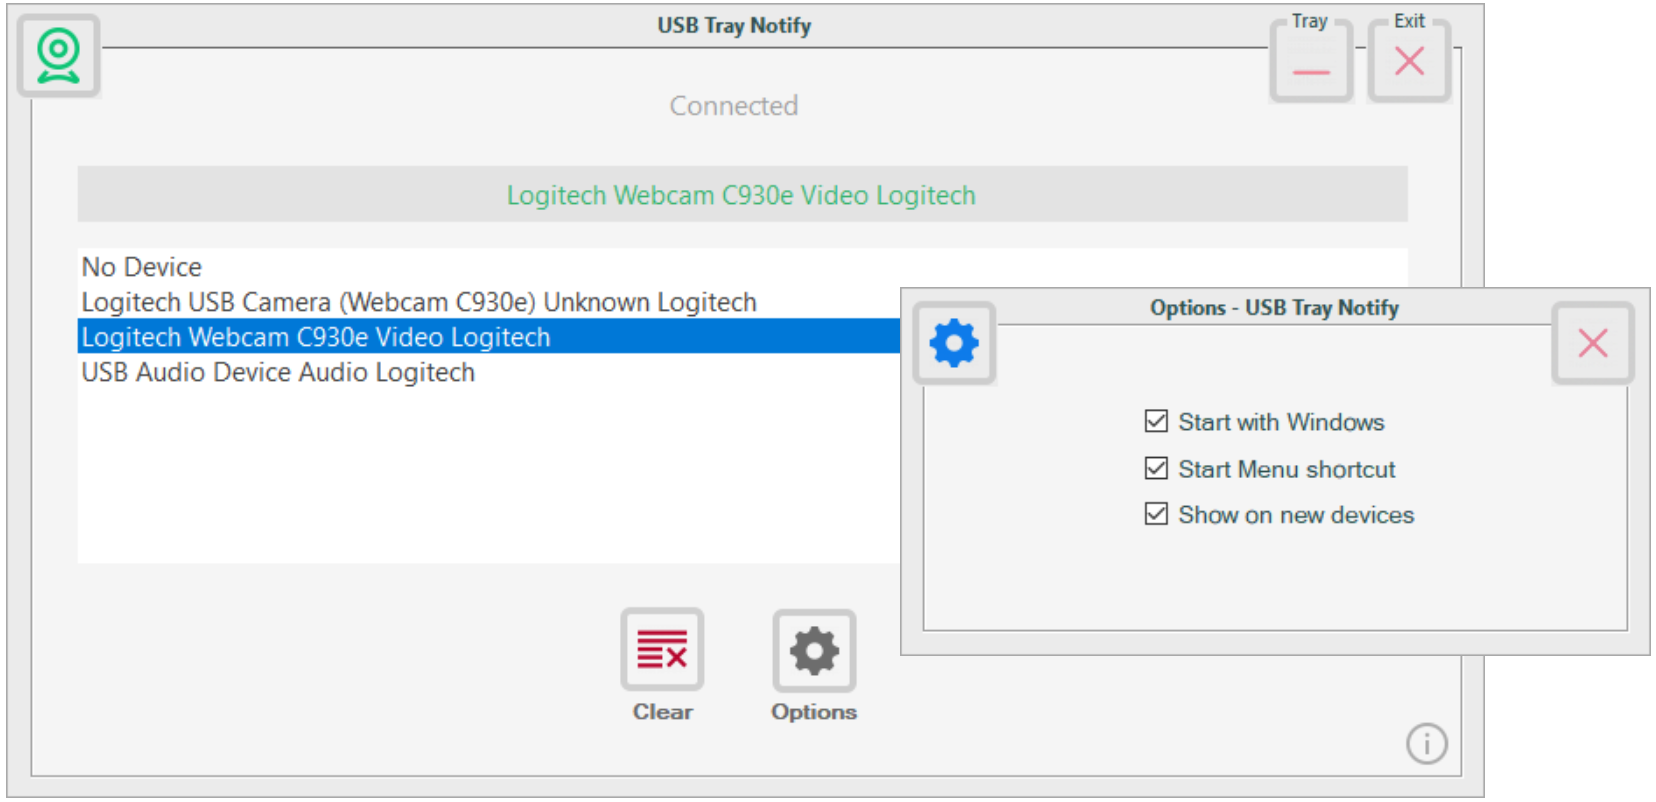 USB Tray Notify
Tray
Exit
Connected
Logitech Webcam C930e Video Logitech
No Device
Logitech USB Camera (Webcam C930e) Unknown Logitech
Logitech Webcam C930e Video Logitech
USB Audio Device Audio Logitech
Clear
Options
Options - USB Tray Notify
Start with Windows
Start Menu shortcut
Show on new devices